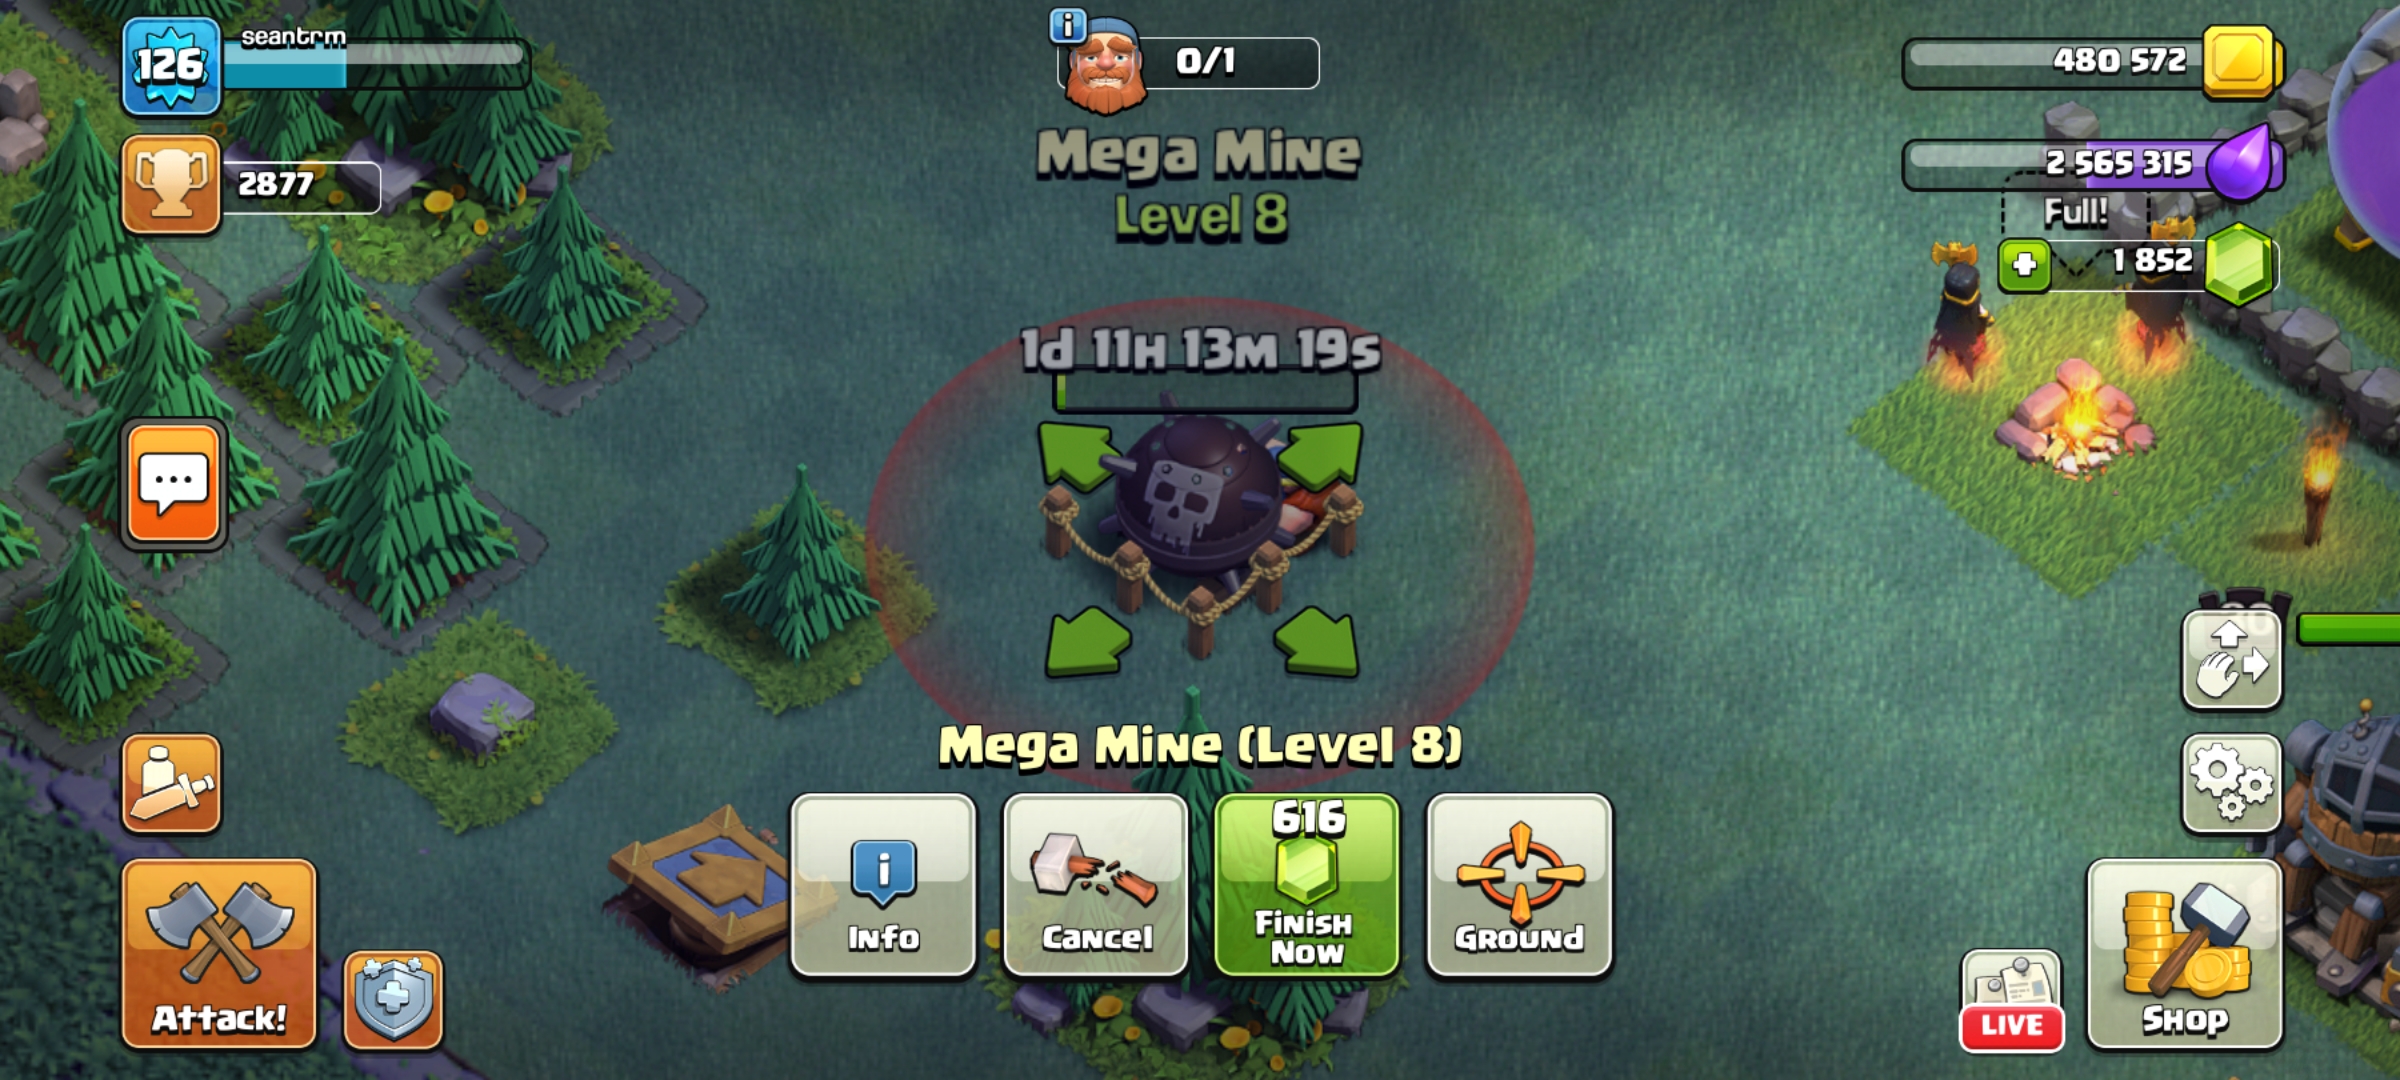 126
seantrm
0/1
480 572
2877
Mega Mine
Level 8
2 565 315
Full!
1 852
1d 11H 13M 19s
Mega Mine (Level 8)
Info
Cancel
616
Finish
Now
Ground
Attack!
LIVE
Shop